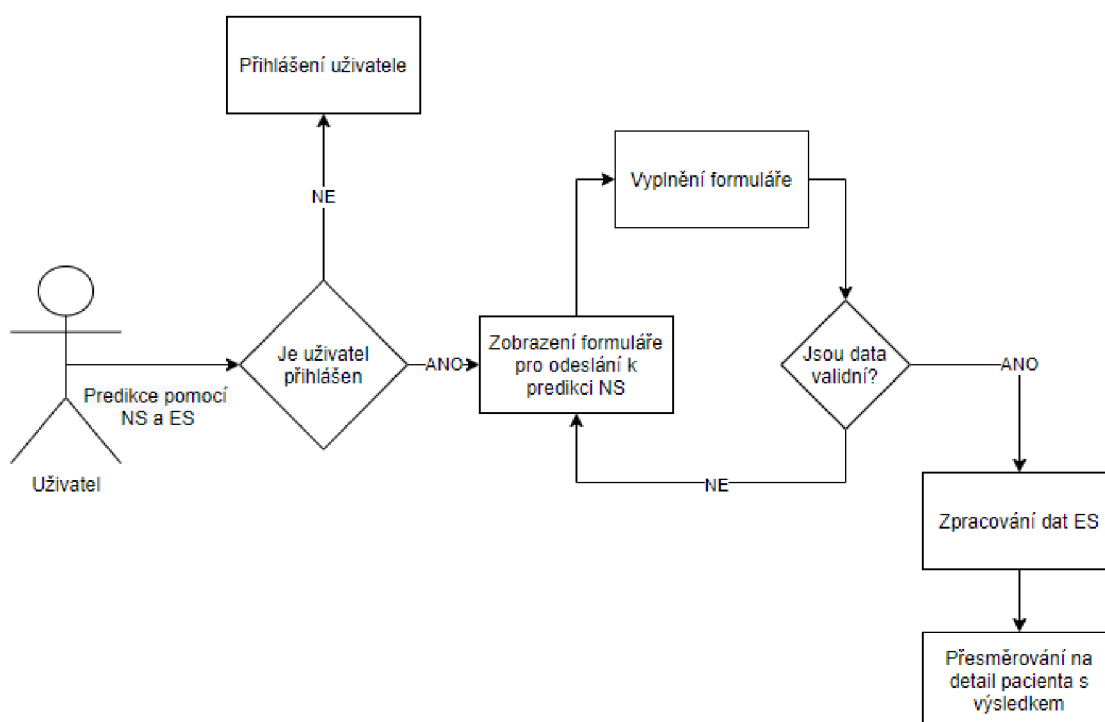 Přihlášení uživatele
Vyplnění formuláře
NE
Je uživatel
přihlášen
ANO
Zobrazení formuláře
pro odeslání k
predikci NS
Jsou data
validní?
ANO
Predikce pomocí
NS a ES
Uživatel
NE
Zpracování dat ES
Přesměrování na
detail pacienta s
výsledkem